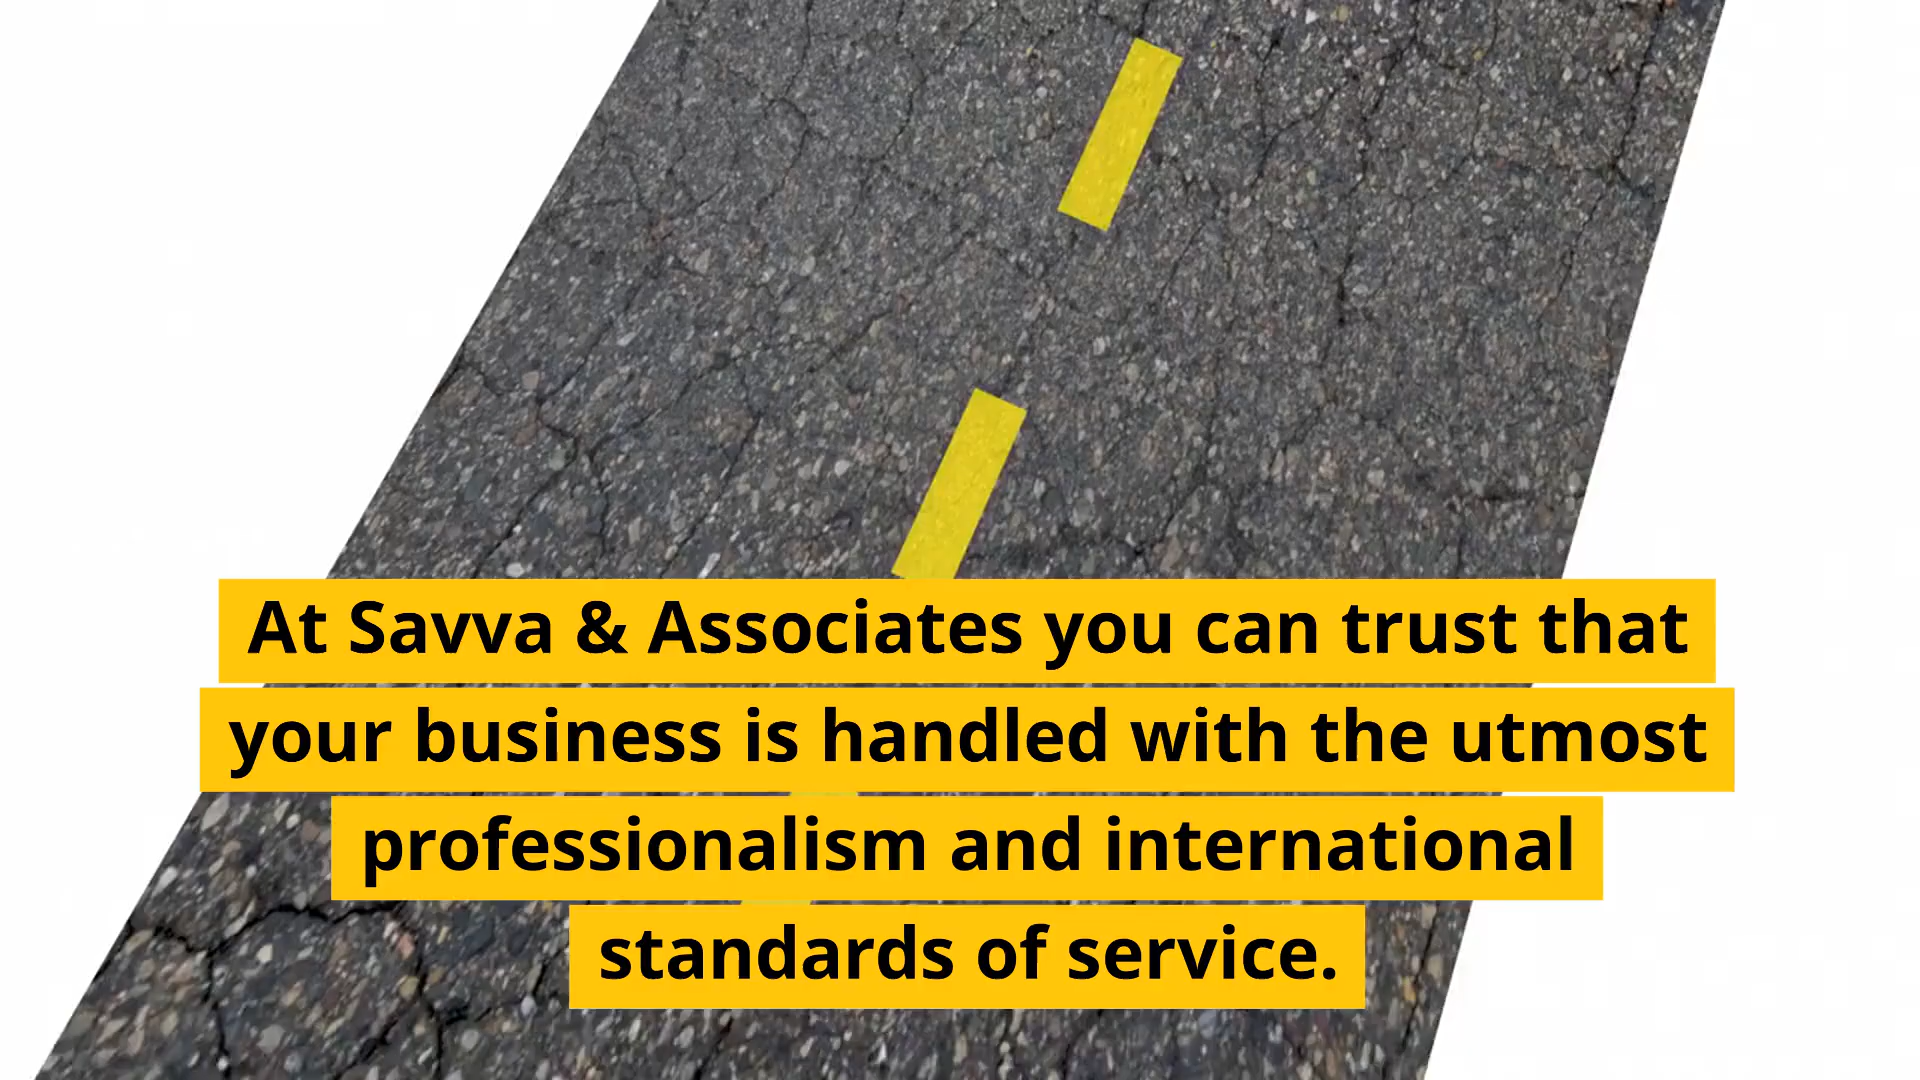 At Savva & Associates you can trust that
your business is handled with the utmost
professionalism and international
standards of service.